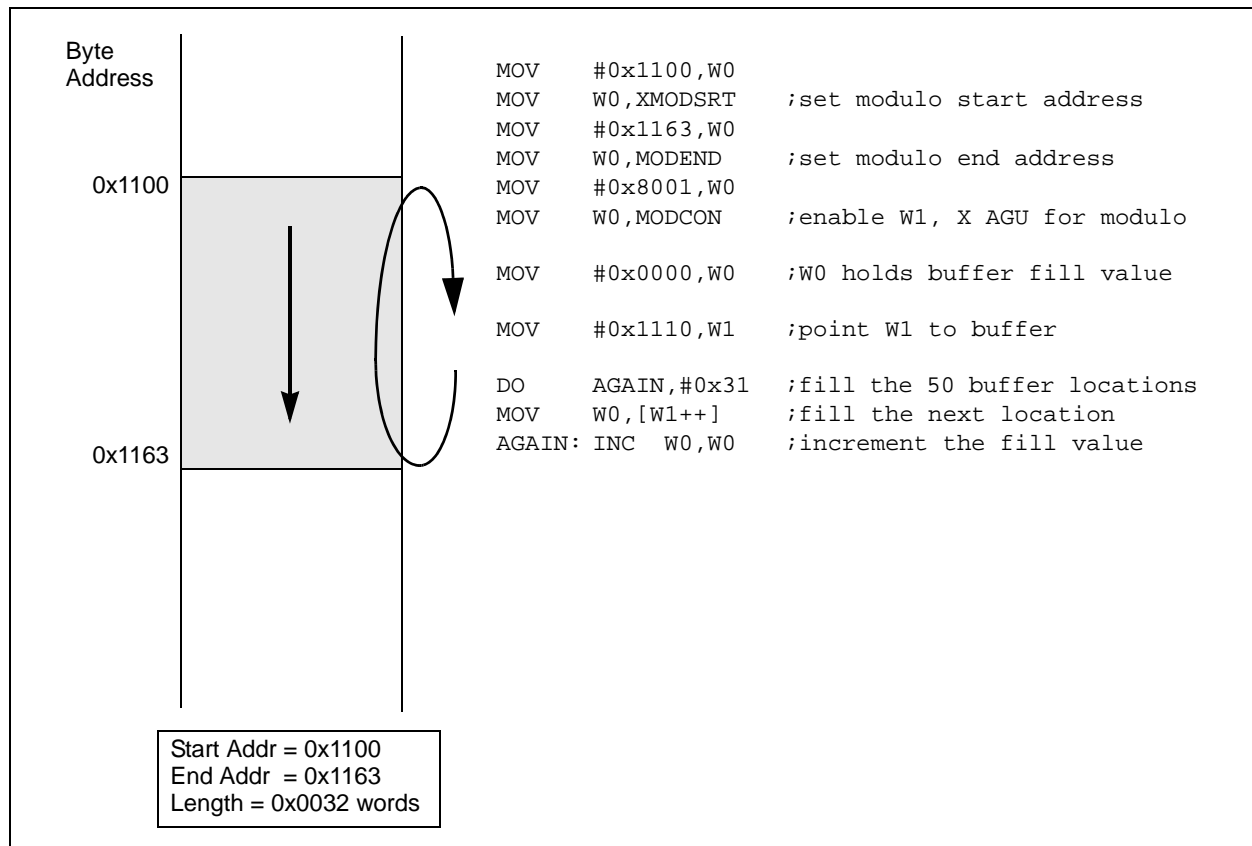 Byte
Address
0x1100
0x1163
MOV #0x1100,W0
MOV W0,XMODSRT ;set modulo start address
MOV #0x1163,W0
MOV W0,MODEND ;set modulo end address
MOV #0x8001,W0
MOV W0,MODCON ;enable W1, X AGU for modulo
MOV #0x0000,W0 ;W0 holds buffer fill value
MOV #0x1110,W1 ;point W1 to buffer
DO AGAIN,#0x31 ;fill the 50 buffer locations
MOV W0,[W1++] ;fill the next location
AGAIN: INC W0,W0 ;increment the fill value
Start Addr = 0x1100
End Addr = 0x1163
Length = 0x0032 words